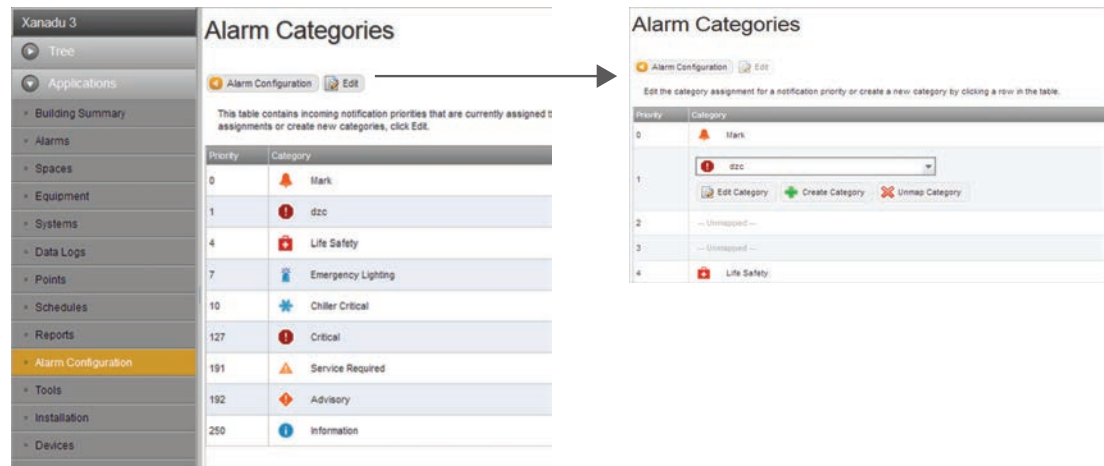 Xanadu 3
Tree
Applications
Building Summary
Alarms
Spaces
Equipment
Systems
Data Logs
Points
Schedules
Reports
Alarm Configuration
Tools
Installation
Devices
Alarm Categories
Alarm Configuration Edit
This table contains incoming notification priorities that are currently assigned t
assignments or create new categories, click Edit.
Priority Category
0 Mark
1 dzc
4 Life Safety
7 Emergency Lighting
10 Chiller Critical
127 Critical
191 Service Required
192 Advisory
250 Information
Alarm Categories
Alarm Configuration Edit
Edit the category assignment for a notification priority or create a new category by clicking a row in the table.
Priority Category
0 Mark
1 dzc
Edit Category Create Category Unmap Category
2 -- Unmapped --
3 -- Unmapped --
4 Life Safety